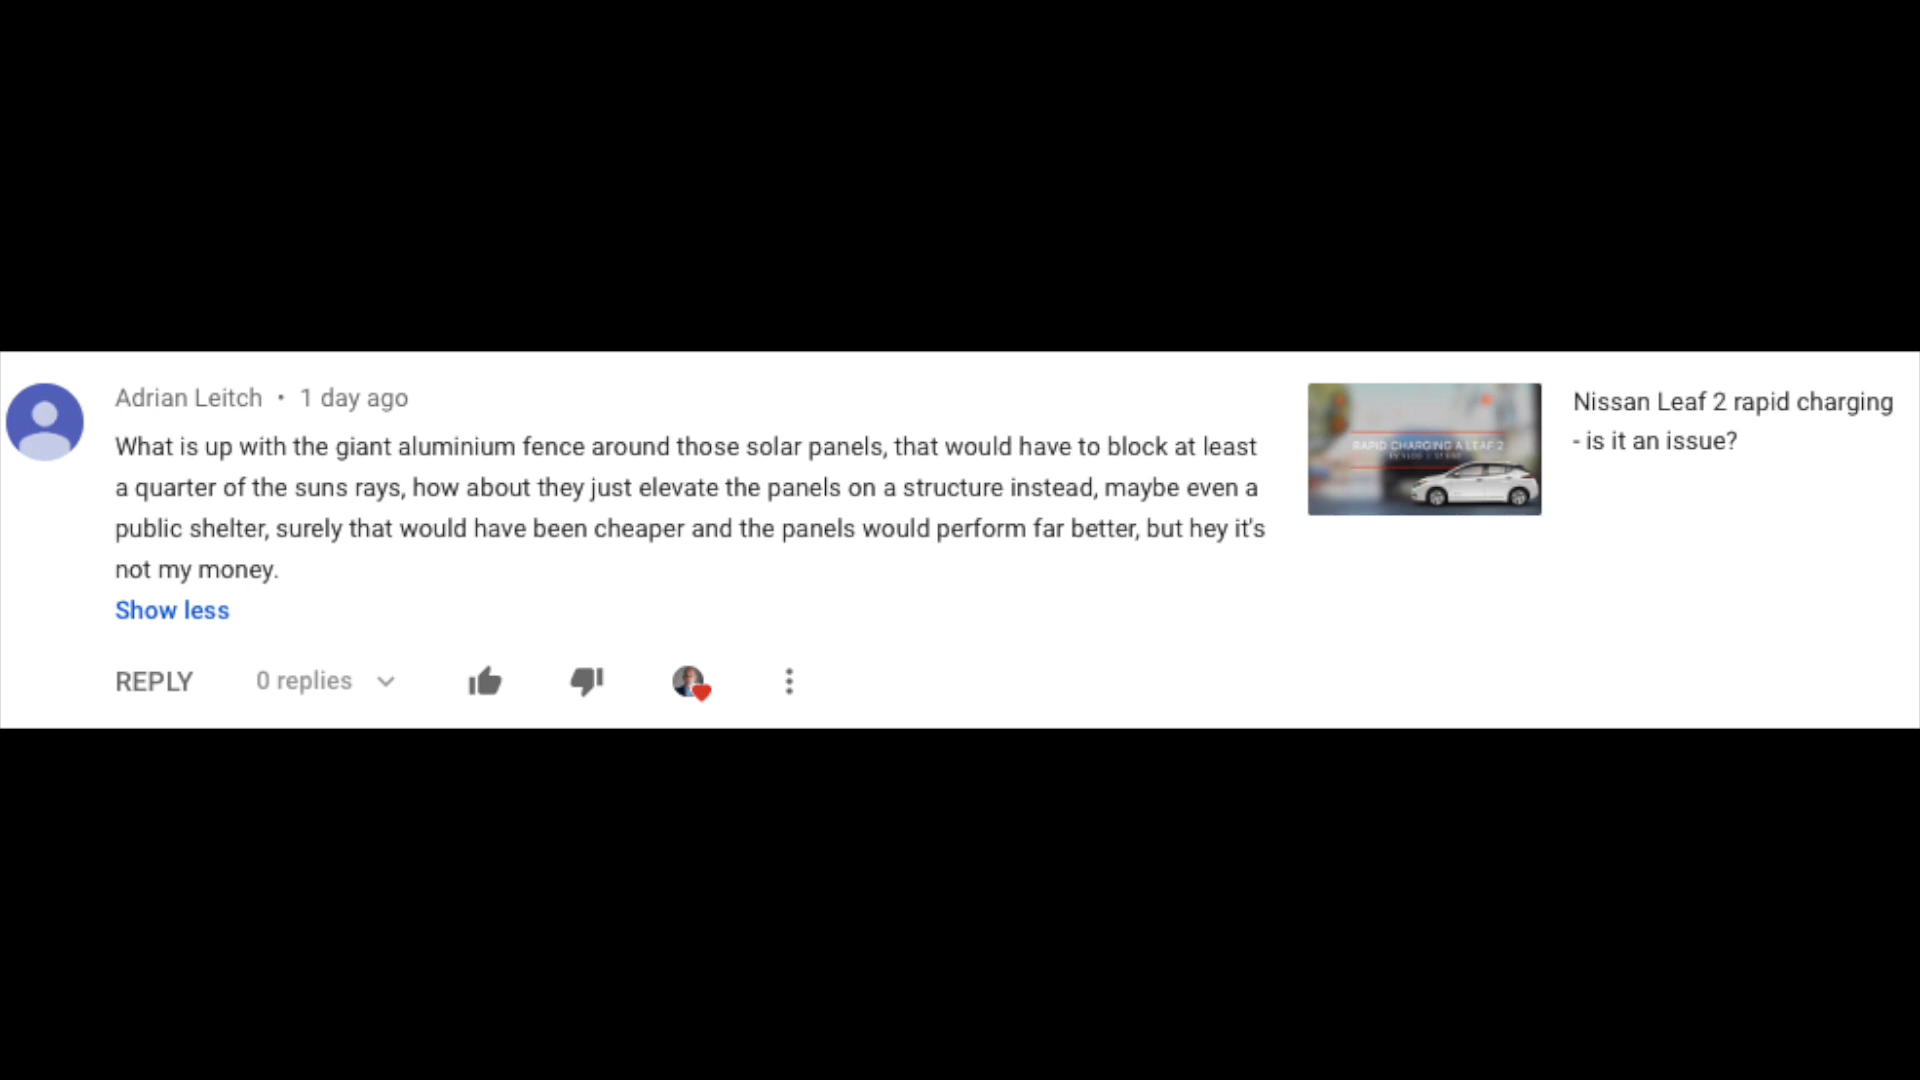 Adrian Leitch • 1 day ago
What is up with the giant aluminium fence around those solar panels, that would have to block at least
a quarter of the suns rays, how about they just elevate the panels on a structure instead, maybe even a
public shelter, surely that would have been cheaper and the panels would perform far better, but hey it's
not my money.
Show less
REPLY 0 replies
RAPID CHARGING A LEAF 2
Nissan Leaf 2 rapid charging
- is it an issue?